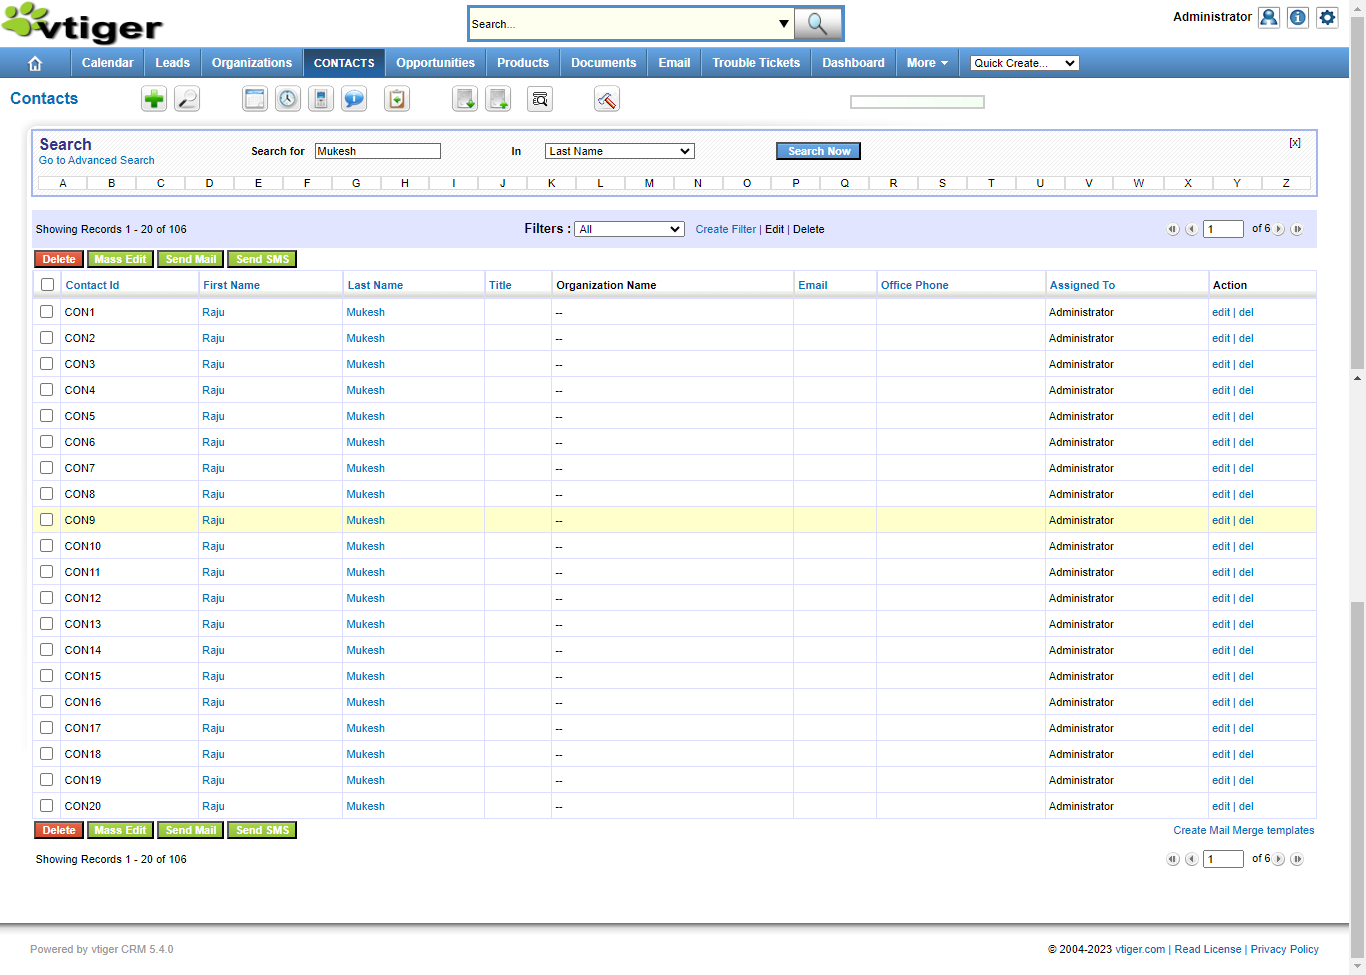 vtiger
Search...
Administrator
Calendar Leads Organizations CONTACTS Opportunities Products Documents Email Trouble Tickets Dashboard More Quick Create...
Contacts
Search
Go to Advanced Search
Search for Mukesh In Last Name Search Now
[x]
A B C D E F G H I J K L M N O P Q R S T U V W X Y Z
Showing Records 1 - 20 of 106 Filters : All Create Filter | Edit | Delete 1 of 6
Delete Mass Edit Send Mail Send SMS
Contact Id First Name Last Name Title Organization Name Email Office Phone Assigned To Action
CON1 Raju Mukesh -- Administrator edit | del
CON2 Raju Mukesh -- Administrator edit | del
CON3 Raju Mukesh -- Administrator edit | del
CON4 Raju Mukesh -- Administrator edit | del
CON5 Raju Mukesh -- Administrator edit | del
CON6 Raju Mukesh -- Administrator edit | del
CON7 Raju Mukesh -- Administrator edit | del
CON8 Raju Mukesh -- Administrator edit | del
CON9 Raju Mukesh -- Administrator edit | del
CON10 Raju Mukesh -- Administrator edit | del
CON11 Raju Mukesh -- Administrator edit | del
CON12 Raju Mukesh -- Administrator edit | del
CON13 Raju Mukesh -- Administrator edit | del
CON14 Raju Mukesh -- Administrator edit | del
CON15 Raju Mukesh -- Administrator edit | del
CON16 Raju Mukesh -- Administrator edit | del
CON17 Raju Mukesh -- Administrator edit | del
CON18 Raju Mukesh -- Administrator edit | del
CON19 Raju Mukesh -- Administrator edit | del
CON20 Raju Mukesh -- Administrator edit | del
Delete Mass Edit Send Mail Send SMS Create Mail Merge templates
Showing Records 1 - 20 of 106 1 of 6
Powered by vtiger CRM 5.4.0 © 2004-2023 vtiger.com | Read License | Privacy Policy